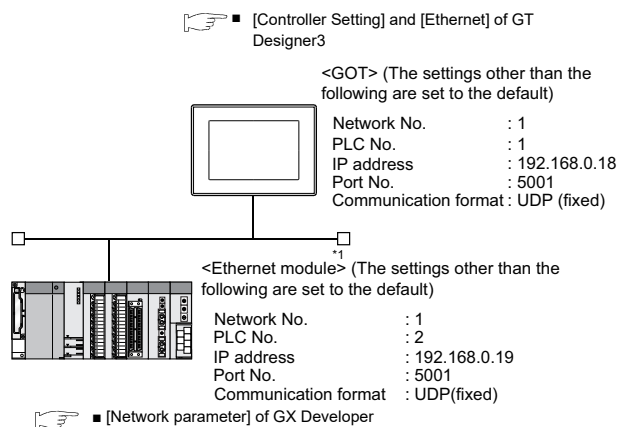 ■ [Controller Setting] and [Ethernet] of GT
Designer3
<GOT> (The settings other than the
following are set to the default)
Network No. : 1
PLC No. : 1
IP address : 192.168.0.18
Port No. : 5001
Communication format : UDP (fixed)
*1
<Ethernet module> (The settings other than the
following are set to the default)
Network No. : 1
PLC No. : 2
IP address : 192.168.0.19
Port No. : 5001
Communication format : UDP(fixed)
■ [Network parameter] of GX Developer